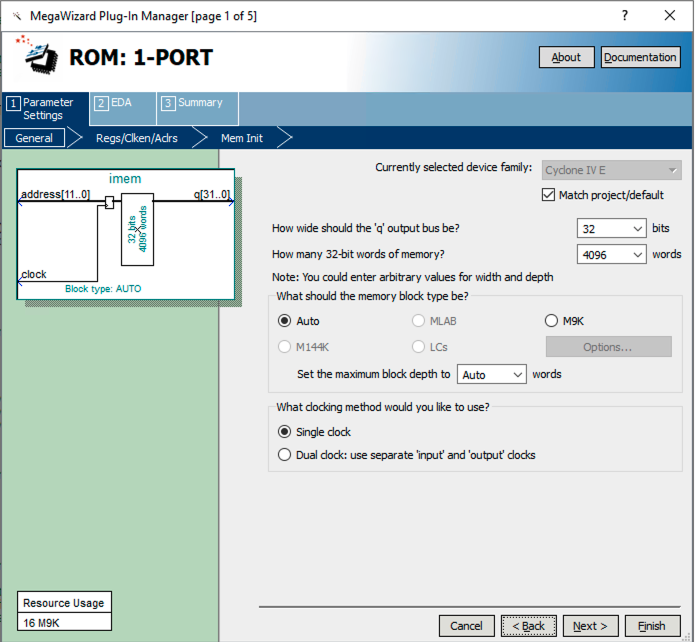 MegaWizard Plug-In Manager [page 1 of 5]
?
ROM: 1-PORT
About
Documentation
1 Parameter Settings
2 EDA
3 Summary
General
Regs/Clken/Aclrs
Mem Init
imem
address[11..0]
q[31..0]
32 bits
4096 words
clock
Block type: AUTO
Currently selected device family:
Cyclone IV E
Match project/default
How wide should the 'q' output bus be?
32
bits
How many 32-bit words of memory?
4096
words
Note: You could enter arbitrary values for width and depth
What should the memory block type be?
Auto
MLAB
M9K
M144K
LCs
Options...
Set the maximum block depth to
Auto
words
What clocking method would you like to use?
Single clock
Dual clock: use separate 'input' and 'output' clocks
Resource Usage
16 M9K
Cancel
< Back
Next >
Finish